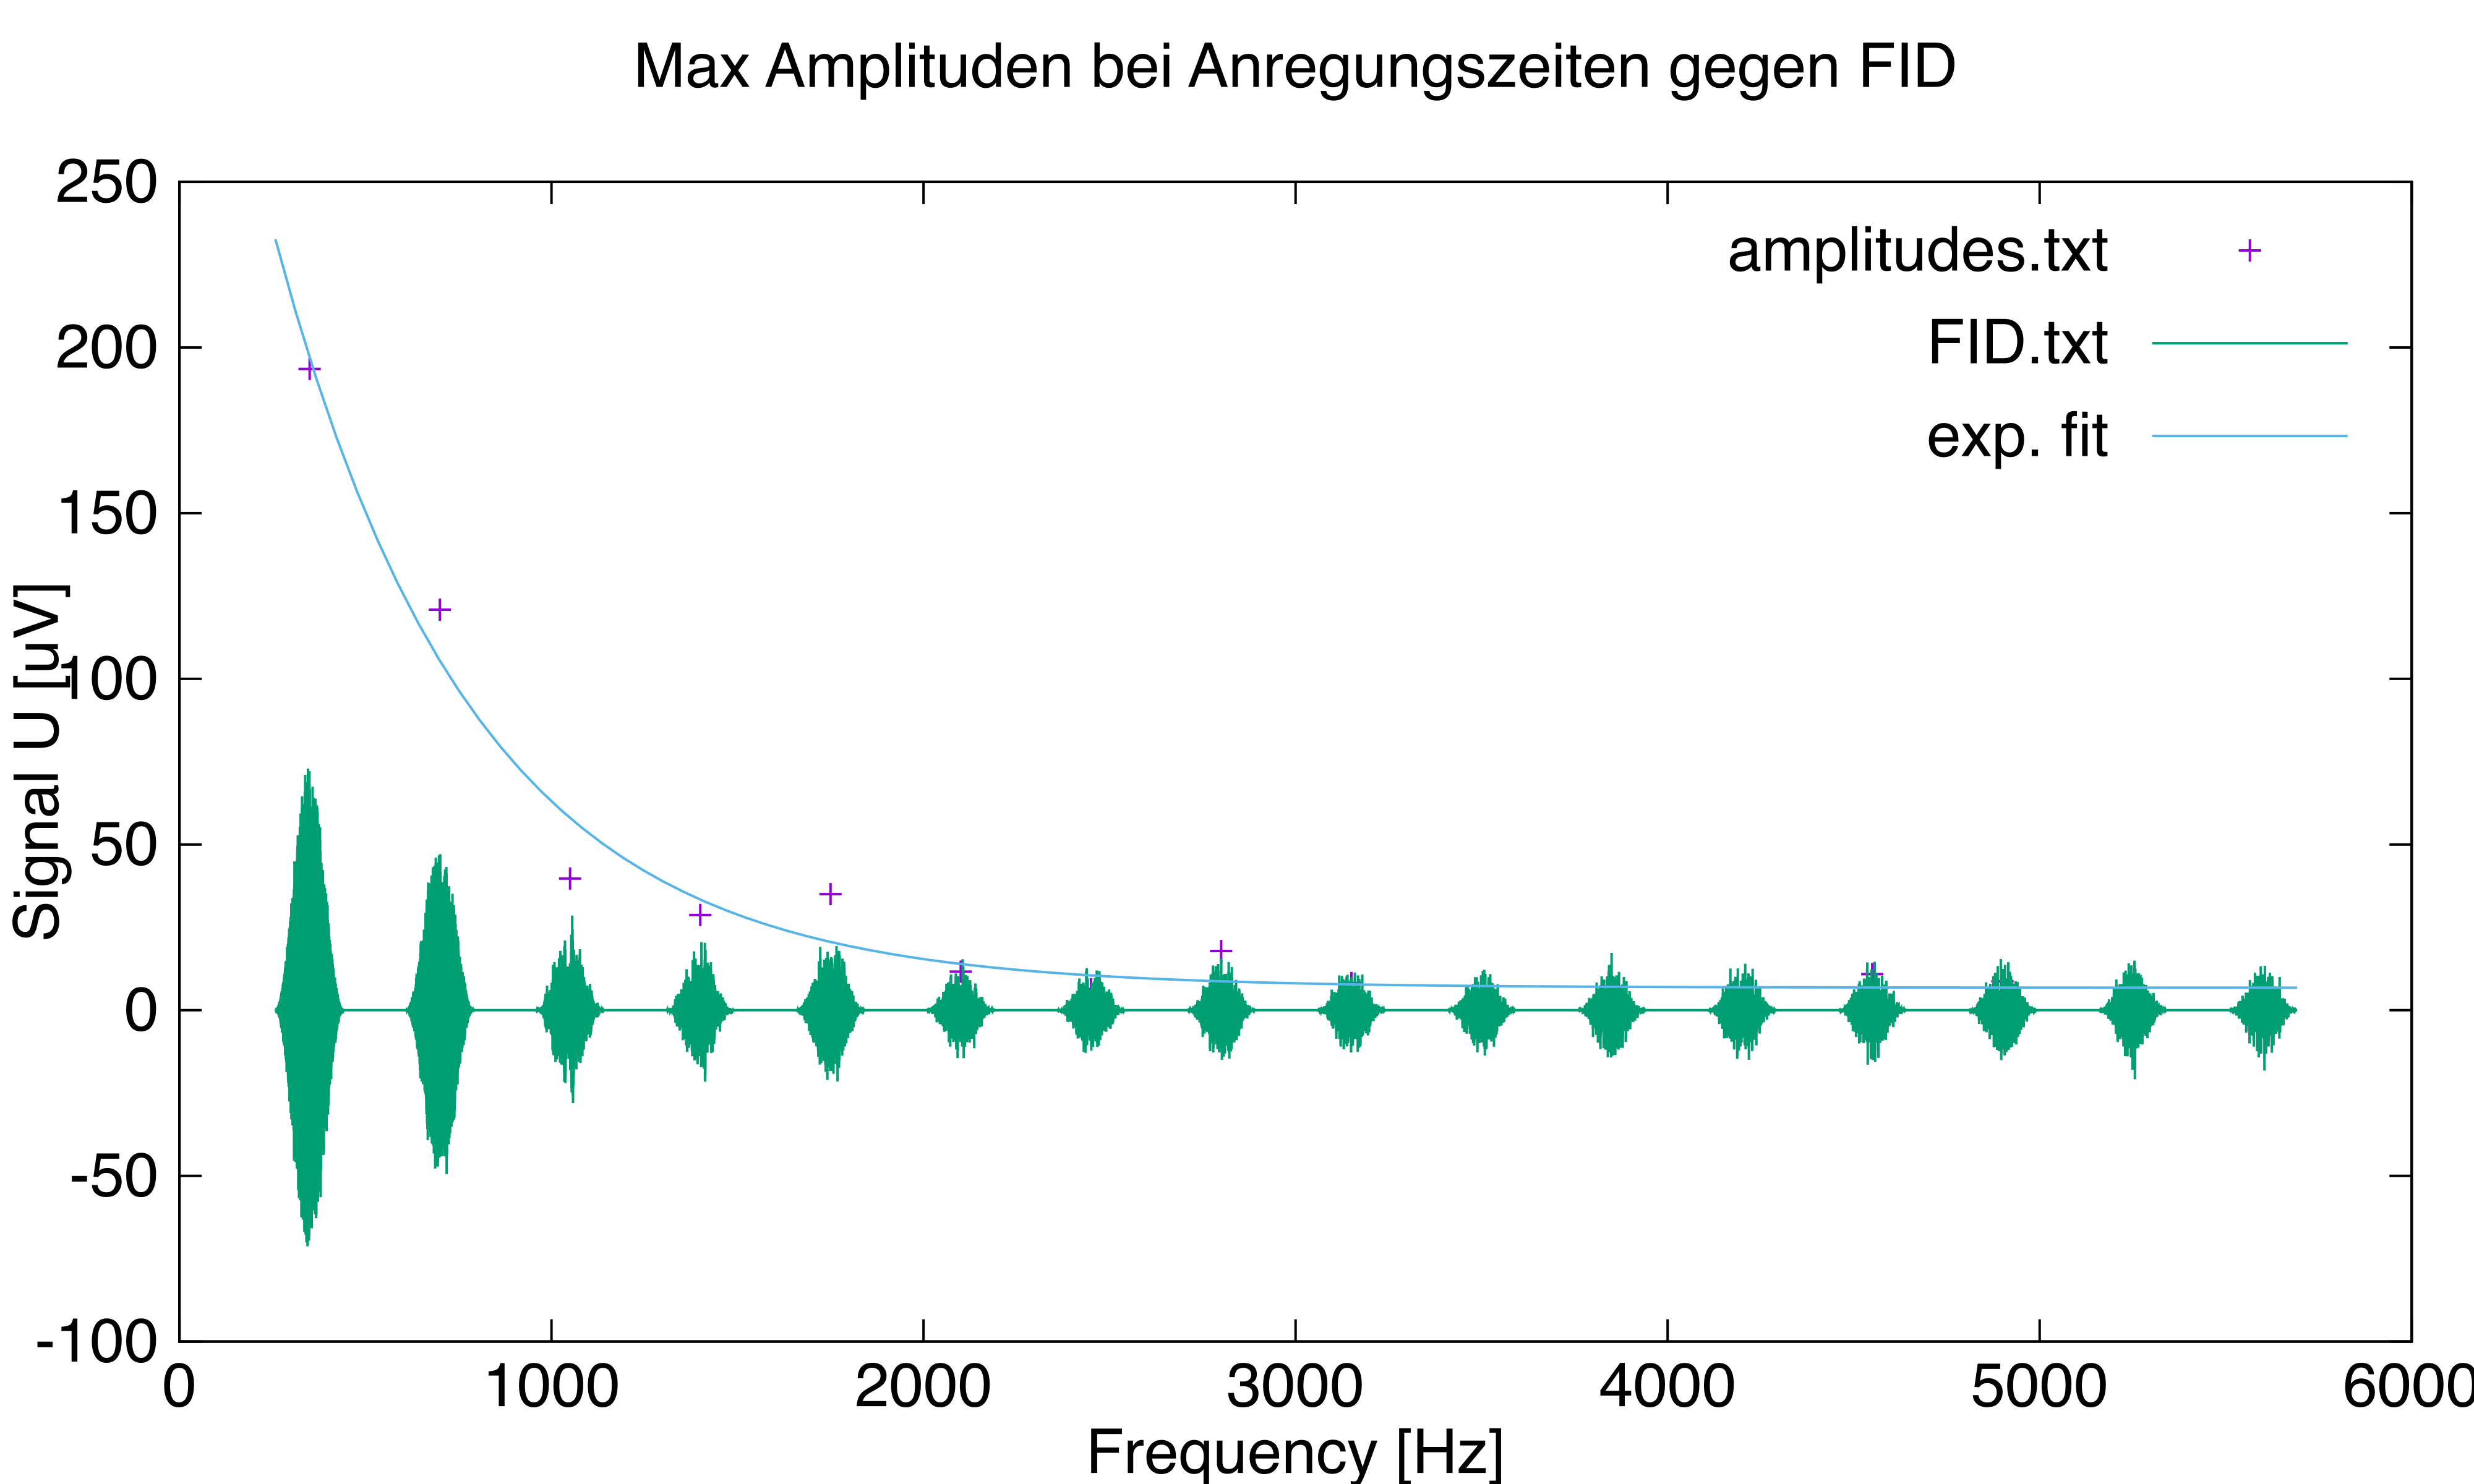 Max Amplituden bei Anregungszeiten gegen FID
250
200
150
100
50
0
-50
-100
Signal U [µV]
amplitudes.txt
FID.txt
exp. fit
0 1000 2000 3000 4000 5000 6000
Frequency [Hz]